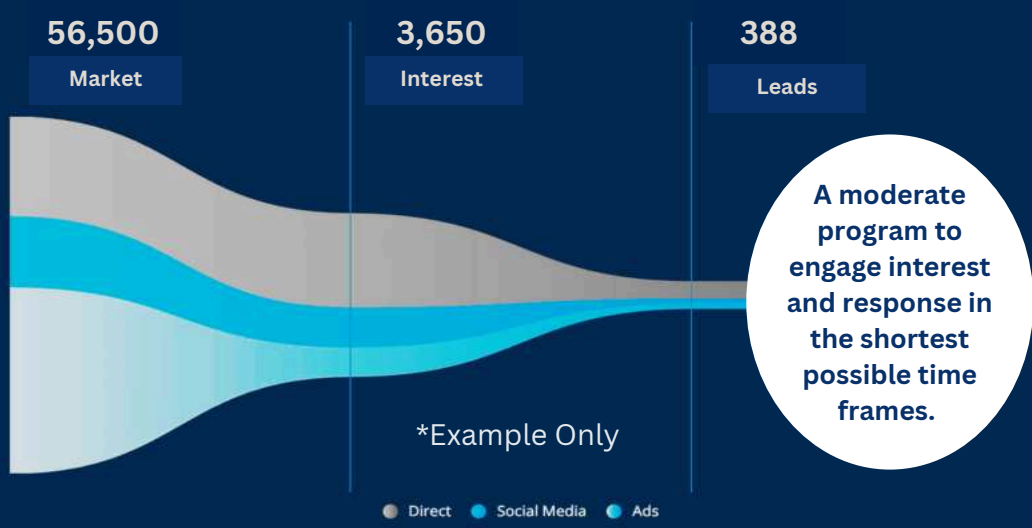 56,500
3,650
388
Market
Interest
Leads
A moderate
program to
engage interest
and response in
the shortest
possible time
frames.
*Example Only
Direct
Social Media
Ads